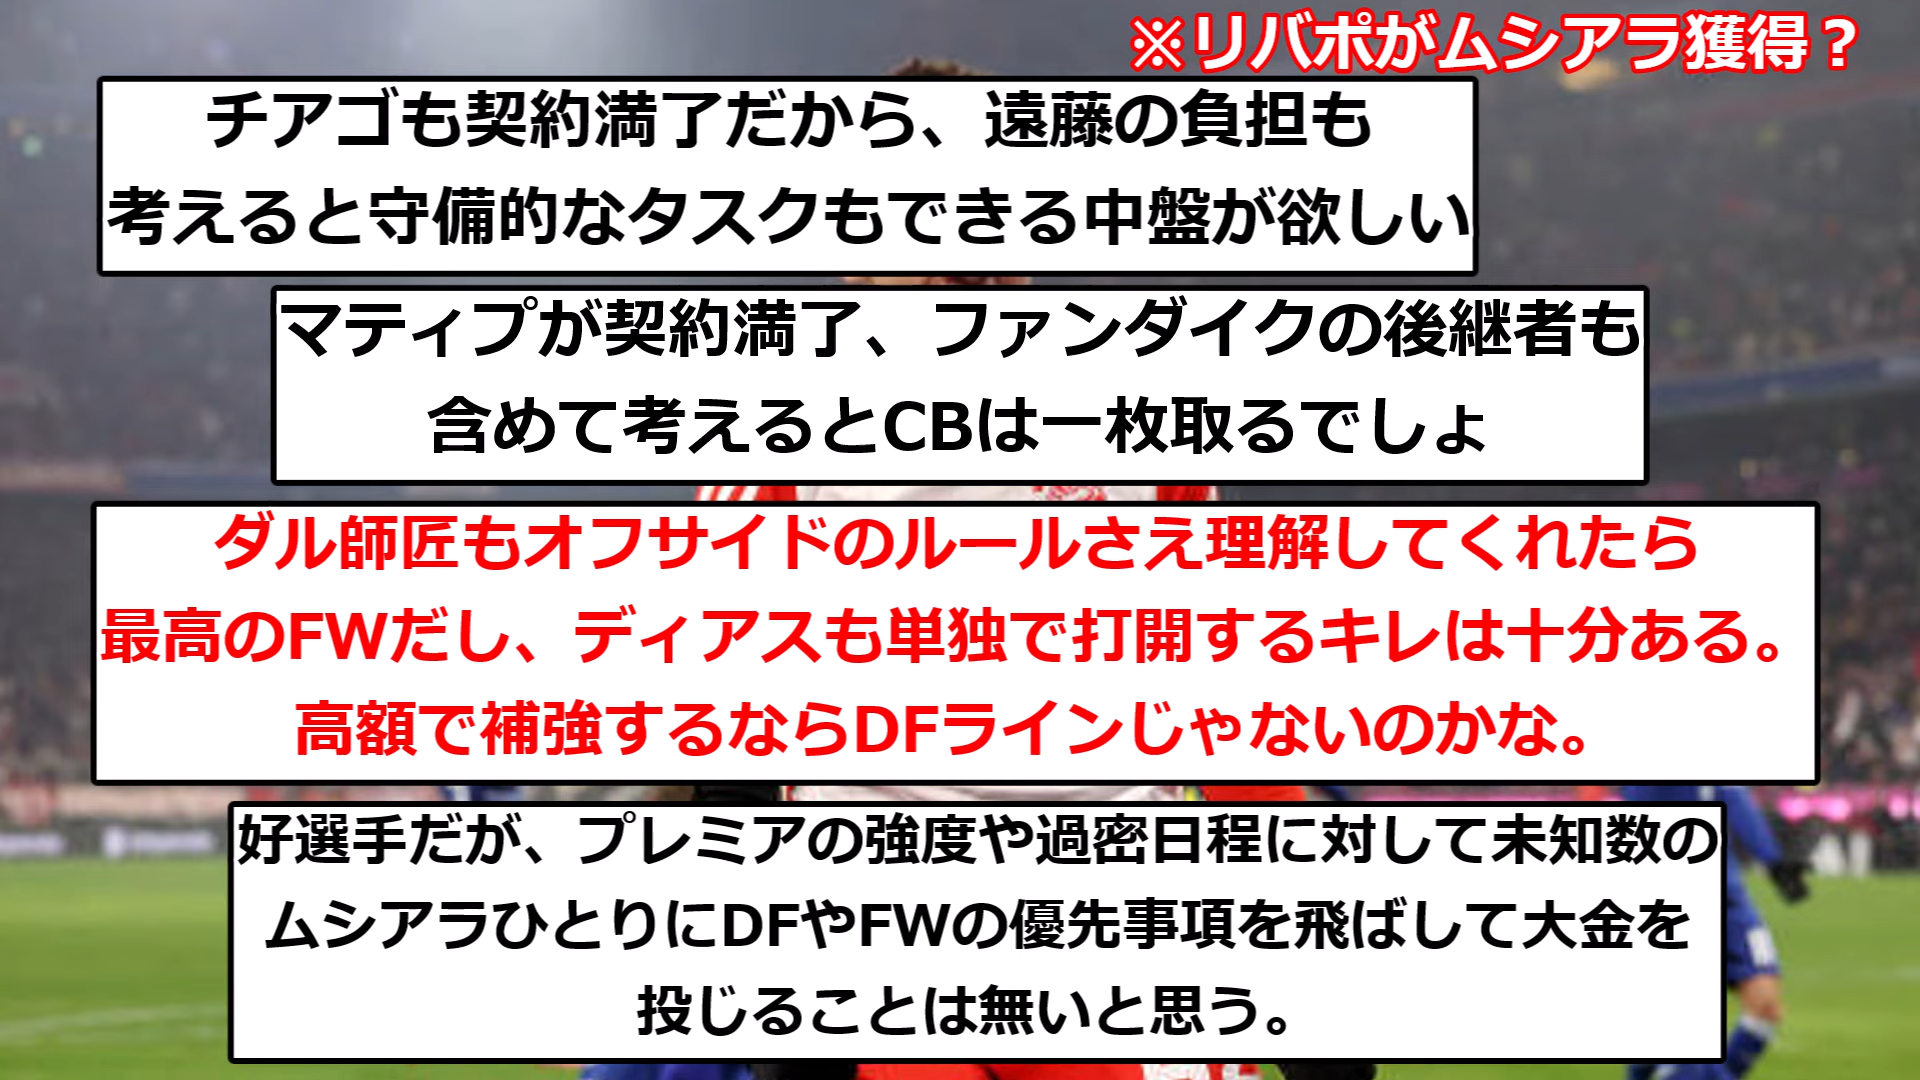 ※リバポがムシアラ獲得？
チアゴも契約満了だから、遠藤の負担も
考えると守備的なタスクもできる中盤が欲しい
マティプが契約満了、ファンダイクの後継者も
含めて考えるとCBは一枚取るでしょ
ダル師匠もオフサイドのルールさえ理解してくれたら
最高のFWだし、ディアスも単独で打開するキレは十分ある。
高額で補強するならDFラインじゃないのかな。
好選手だが、プレミアの強度や過密日程に対して未知数の
ムシアラひとりにDFやFWの優先事項を飛ばして大金を
投じることは無いと思う。